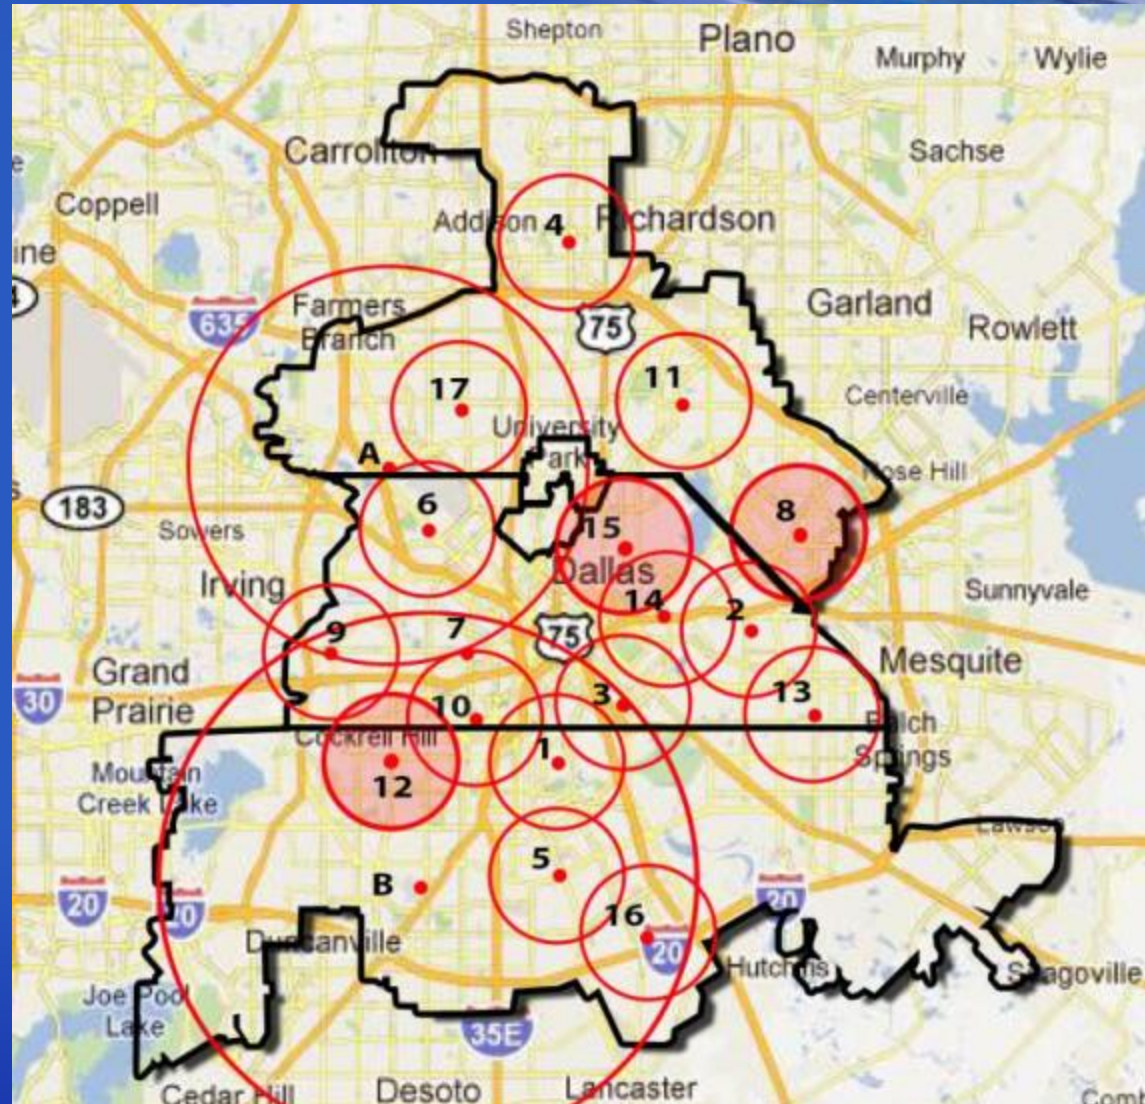 Shepton
Plano
Murphy
Wylie
Carrollton
Sachse
Coppell
Addison
4
Richardson
ine
Farmers
Branch
635
75
Garland
Rowlett
17
11
Centerville
University
Park
A
Rose Hill
183
6
8
Sowers
15
Dallas
Irving
14
2
Sunnyvale
9
7
75
Grand
Prairie
Mesquite
30
10
3
13
Balch
Springs
Cockrell Hill
1
Mountain
Creek Lake
12
Lawson
5
B
20
20
20
16
20
Duncanville
Hutchins
Seagoville
Joe Pool
Lake
35E
Cedar Hill
Desoto
Lancaster